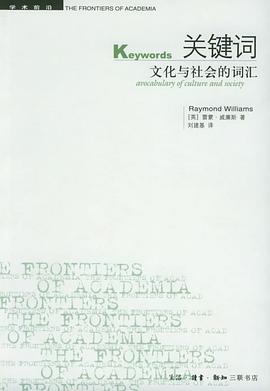 学术前沿 THE FRONTIERS OF ACADEMIA
Keywords 关键词
文化与社会的词汇
avocabulary of culture and society
Raymond Williams
[英] 雷蒙·威廉斯 著
刘建基 译
THE FRONTIERS
OF ACADEMIA
THE FRONTIERS
OF ACADEMIA
THE FRONTIERS
OF ACADEMIA
生活·读书·新知 三联书店